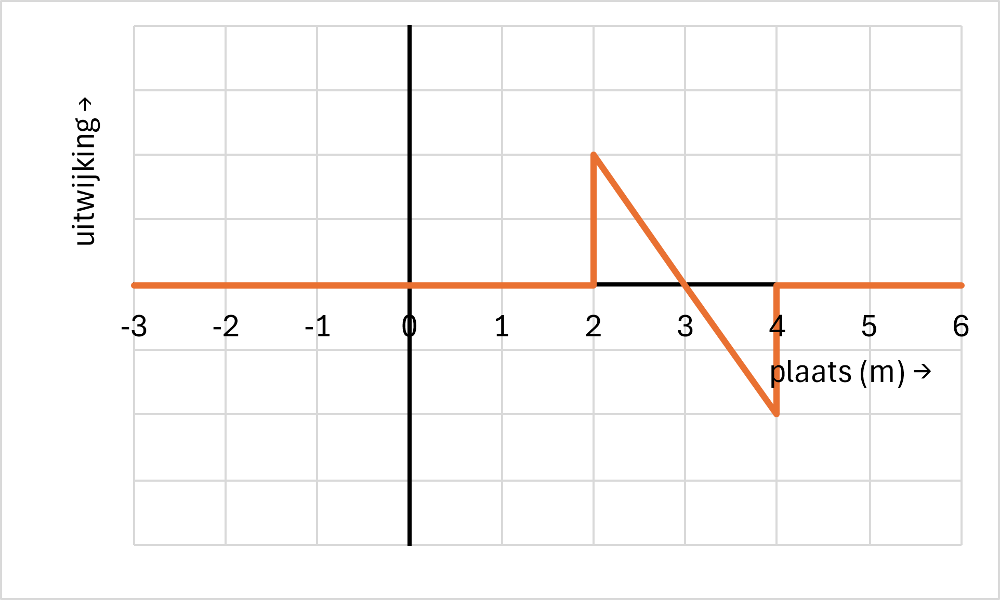 uitwijking →
-3 -2 -1 0 1 2 3 4 5 6
plaats (m) →